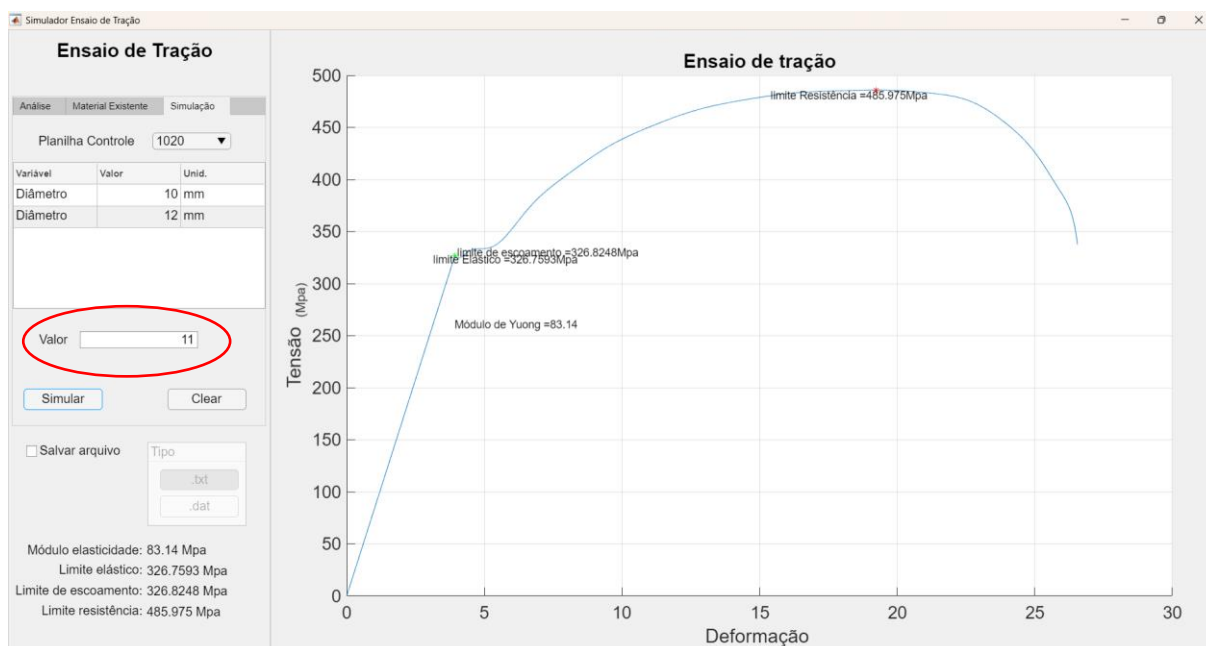 Simulador Ensaio de Tração
Ensaio de Tração
Análise Material Existente Simulação
Planilha Controle 1020
Variável Valor Unid.
Diâmetro 10 mm
Diâmetro 12 mm
Valor 11
Simular Clear
Salvar arquivo
Tipo
.txt
.dat
Módulo elasticidade: 83.14 Mpa
Limite elástico: 326.7593 Mpa
Limite de escoamento: 326.8248 Mpa
Limite resistência: 485.975 Mpa
Ensaio de tração
limite Resistência =485.975Mpa
limite de escoamento =326.8248Mpa
limite Elástico =326.7593Mpa
Módulo de Yuong =83.14
Tensão (Mpa)
500
450
400
350
300
250
200
150
100
50
0
0 5 10 15 20 25 30
Deformação